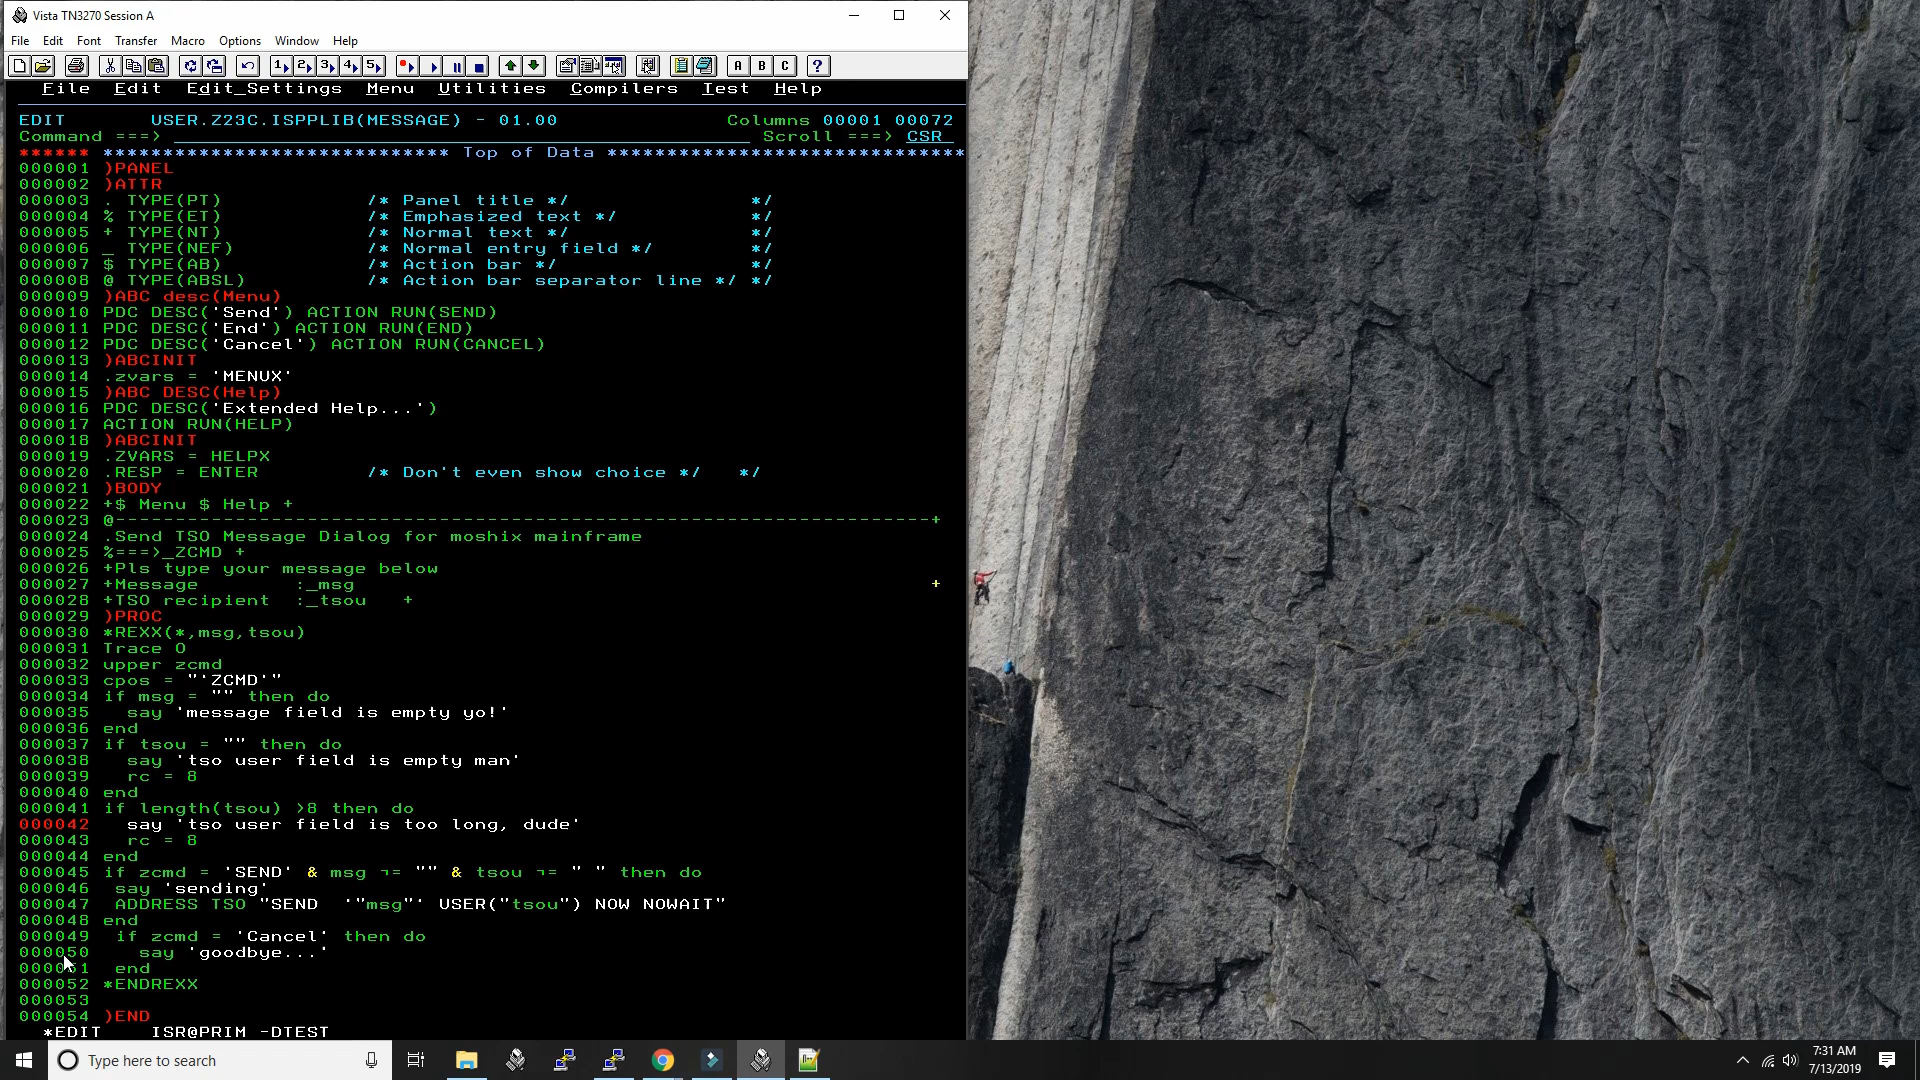 Vista TN3270 Session A
File Edit Font Transfer Macro Options Window Help
1 2 3 4 5 A B C ?
File Edit Edit_Settings Menu Utilities Compilers Test Help
EDIT USER.Z23C.ISPPLIB(MESSAGE) - 01.00 Columns 00001 00072
Command ===> Scroll ===> CSR
****** ***************************** Top of Data ******************************
000001 )PANEL
000002 )ATTR
000003 . TYPE(PT) /* Panel title */ */
000004 % TYPE(ET) /* Emphasized text */ */
000005 + TYPE(NT) /* Normal text */ */
000006 _ TYPE(NEF) /* Normal entry field */ */
000007 $ TYPE(AB) /* Action bar */ */
000008 @ TYPE(ABSL) /* Action bar separator line */ */
000009 )ABC desc(Menu)
000010 PDC DESC('Send') ACTION RUN(SEND)
000011 PDC DESC('End') ACTION RUN(END)
000012 PDC DESC('Cancel') ACTION RUN(CANCEL)
000013 )ABCINIT
000014 .zvars = 'MENUX'
000015 )ABC DESC(Help)
000016 PDC DESC('Extended Help...')
000017 ACTION RUN(HELP)
000018 )ABCINIT
000019 .ZVARS = HELPX
000020 .RESP = ENTER /* Don't even show choice */ */
000021 )BODY
000022 +$ Menu $ Help +
000023 @--------------------------------------------------------------------+
000024 .Send TSO Message Dialog for moshix mainframe
000025 %===>_ZCMD +
000026 +Pls type your message below
000027 +Message :_msg +
000028 +TSO recipient :_tsou +
000029 )PROC
000030 *REXX(*,msg,tsou)
000031 Trace O
000032 upper zcmd
000033 cpos = "'ZCMD'"
000034 if msg = "" then do
000035 say 'message field is empty yo!'
000036 end
000037 if tsou = "" then do
000038 say 'tso user field is empty man'
000039 rc = 8
000040 end
000041 if length(tsou) >8 then do
000042 say 'tso user field is too long, dude'
000043 rc = 8
000044 end
000045 if zcmd = 'SEND' & msg ¬= "" & tsou ¬= " " then do
000046 say 'sending'
000047 ADDRESS TSO "SEND '"msg"' USER("tsou") NOW NOWAIT"
000048 end
000049 if zcmd = 'Cancel' then do
000050 say 'goodbye...'
000051 end
000052 *ENDREXX
000053
000054 )END
*EDIT ISR@PRIM -DTEST
Type here to search
7:31 AM
7/13/2019